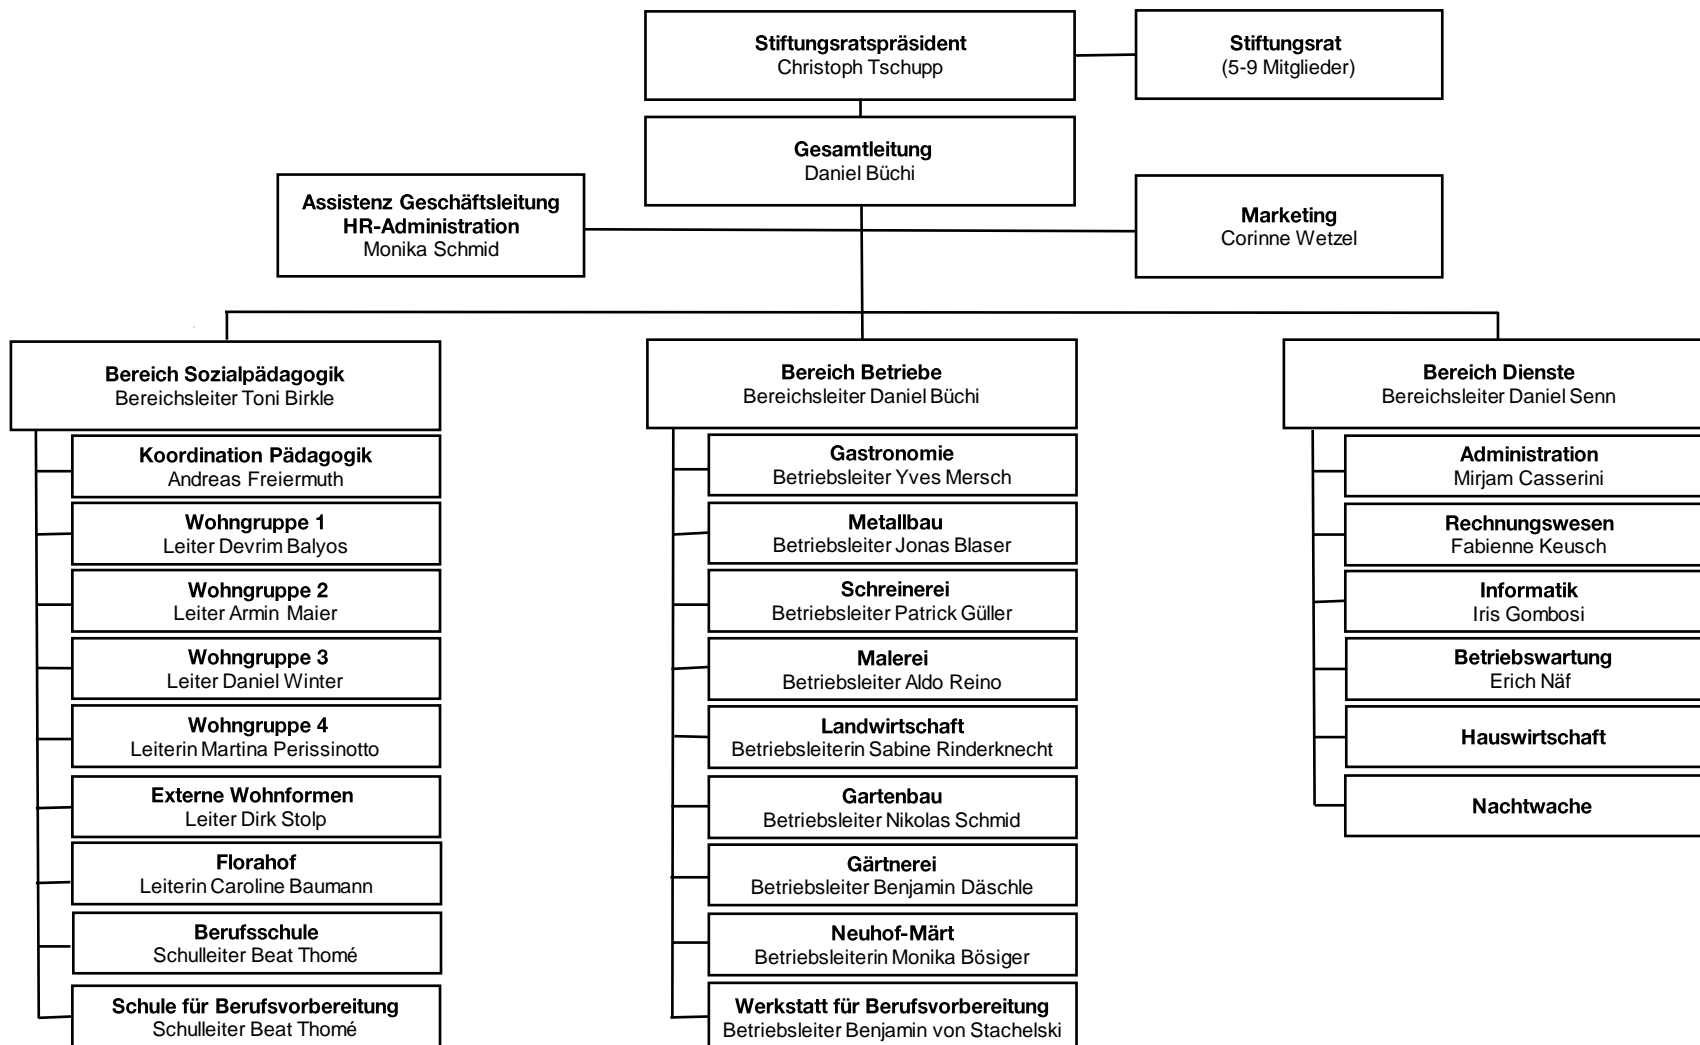 Stiftungsratspräsident
Christoph Tschupp
Stiftungsrat
(5-9 Mitglieder)
Gesamtleitung
Daniel Büchi
Assistenz Geschäftsleitung
HR-Administration
Monika Schmid
Marketing
Corinne Wetzel
Bereich Sozialpädagogik
Bereichsleiter Toni Birkle
Koordination Pädagogik
Andreas Freiermuth
Wohngruppe 1
Leiter Devrim Balyos
Wohngruppe 2
Leiter Armin Maier
Wohngruppe 3
Leiter Daniel Winter
Wohngruppe 4
Leiterin Martina Perissinotto
Externe Wohnformen
Leiter Dirk Stolp
Florahof
Leiterin Caroline Baumann
Berufsschule
Schulleiter Beat Thomé
Schule für Berufsvorbereitung
Schulleiter Beat Thomé
Bereich Betriebe
Bereichsleiter Daniel Büchi
Gastronomie
Betriebsleiter Yves Mersch
Metallbau
Betriebsleiter Jonas Blaser
Schreinerei
Betriebsleiter Patrick Güller
Malerei
Betriebsleiter Aldo Reino
Landwirtschaft
Betriebsleiterin Sabine Rinderknecht
Gartenbau
Betriebsleiter Nikolas Schmid
Gärtnerei
Betriebsleiter Benjamin Däschle
Neuhof-Märt
Betriebsleiterin Monika Bösiger
Werkstatt für Berufsvorbereitung
Betriebsleiter Benjamin von Stachelski
Bereich Dienste
Bereichsleiter Daniel Senn
Administration
Mirjam Casserini
Rechnungswesen
Fabienne Keusch
Informatik
Iris Gombosi
Betriebswartung
Erich Näf
Hauswirtschaft
Nachtwache